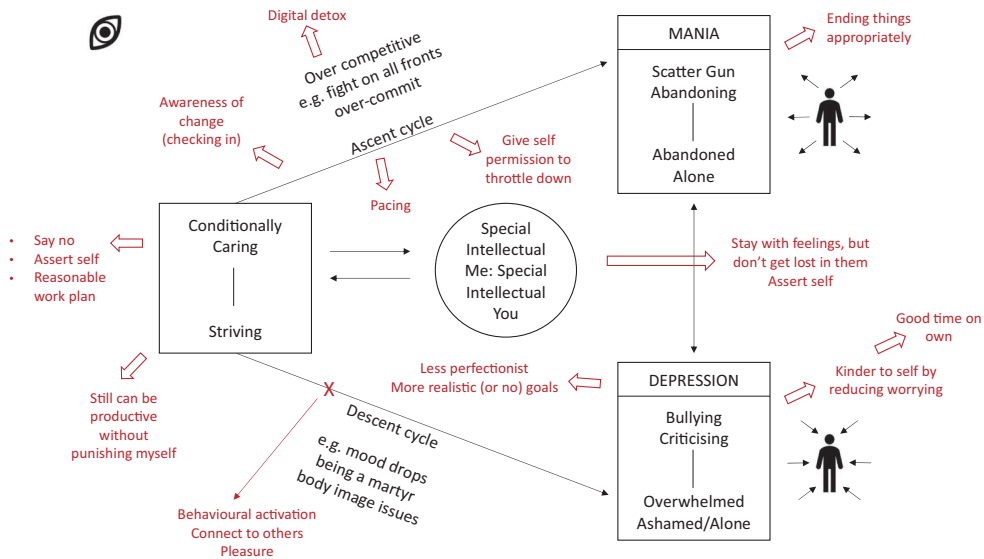 Digital detox
Over competitive
e.g. fight on all fronts
over-commit
Ascent cycle
Awareness of
change
(checking in)
Give self
permission to
throttle down
Pacing
MANIA
Scatter Gun
Abandoning
Abandoned
Alone
Ending things
appropriately
• Say no
• Assert self
• Reasonable
work plan
Conditionally
Caring
Striving
Special
Intellectual
Me: Special
Intellectual
You
Stay with feelings, but
don't get lost in them
Assert self
Still can be
productive
without
punishing myself
X
Descent cycle
e.g. mood drops
being a martyr
body image issues
Behavioural activation
Connect to others
Pleasure
Less perfectionist
More realistic (or no) goals
DEPRESSION
Bullying
Criticising
Overwhelmed
Ashamed/Alone
Good time on
own
Kinder to self by
reducing worrying